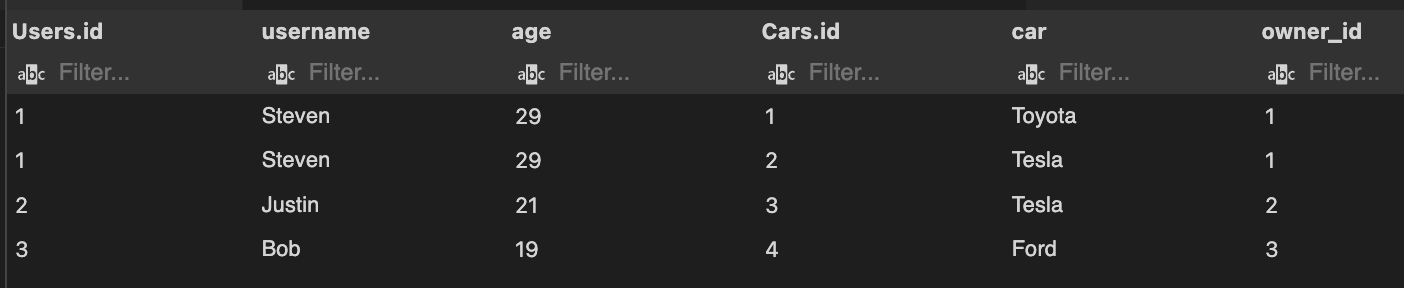 Users.id username age Cars.id car owner_id
abc Filter... abc Filter... abc Filter... abc Filter... abc Filter... abc Filter...
1 Steven 29 1 Toyota 1
1 Steven 29 2 Tesla 1
2 Justin 21 3 Tesla 2
3 Bob 19 4 Ford 3